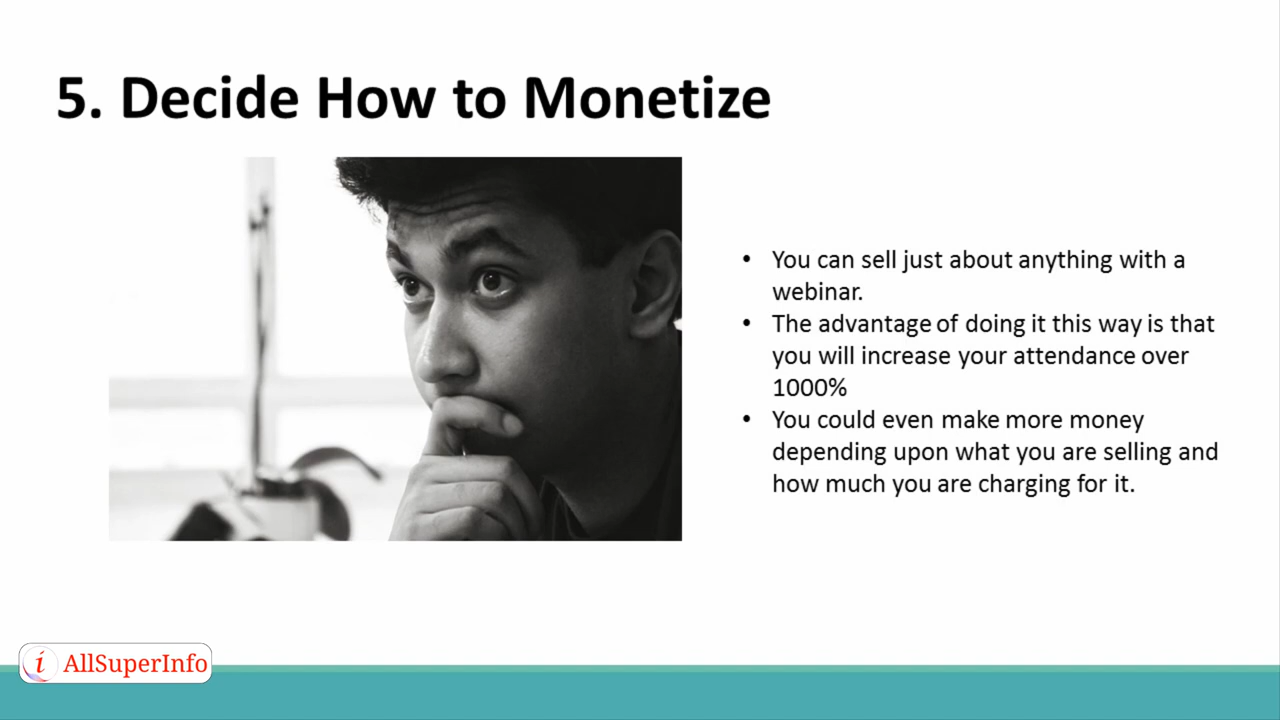 5. Decide How to Monetize
• You can sell just about anything with a
webinar.
• The advantage of doing it this way is that
you will increase your attendance over
1000%
• You could even make more money
depending upon what you are selling and
how much you are charging for it.
i AllSuperInfo